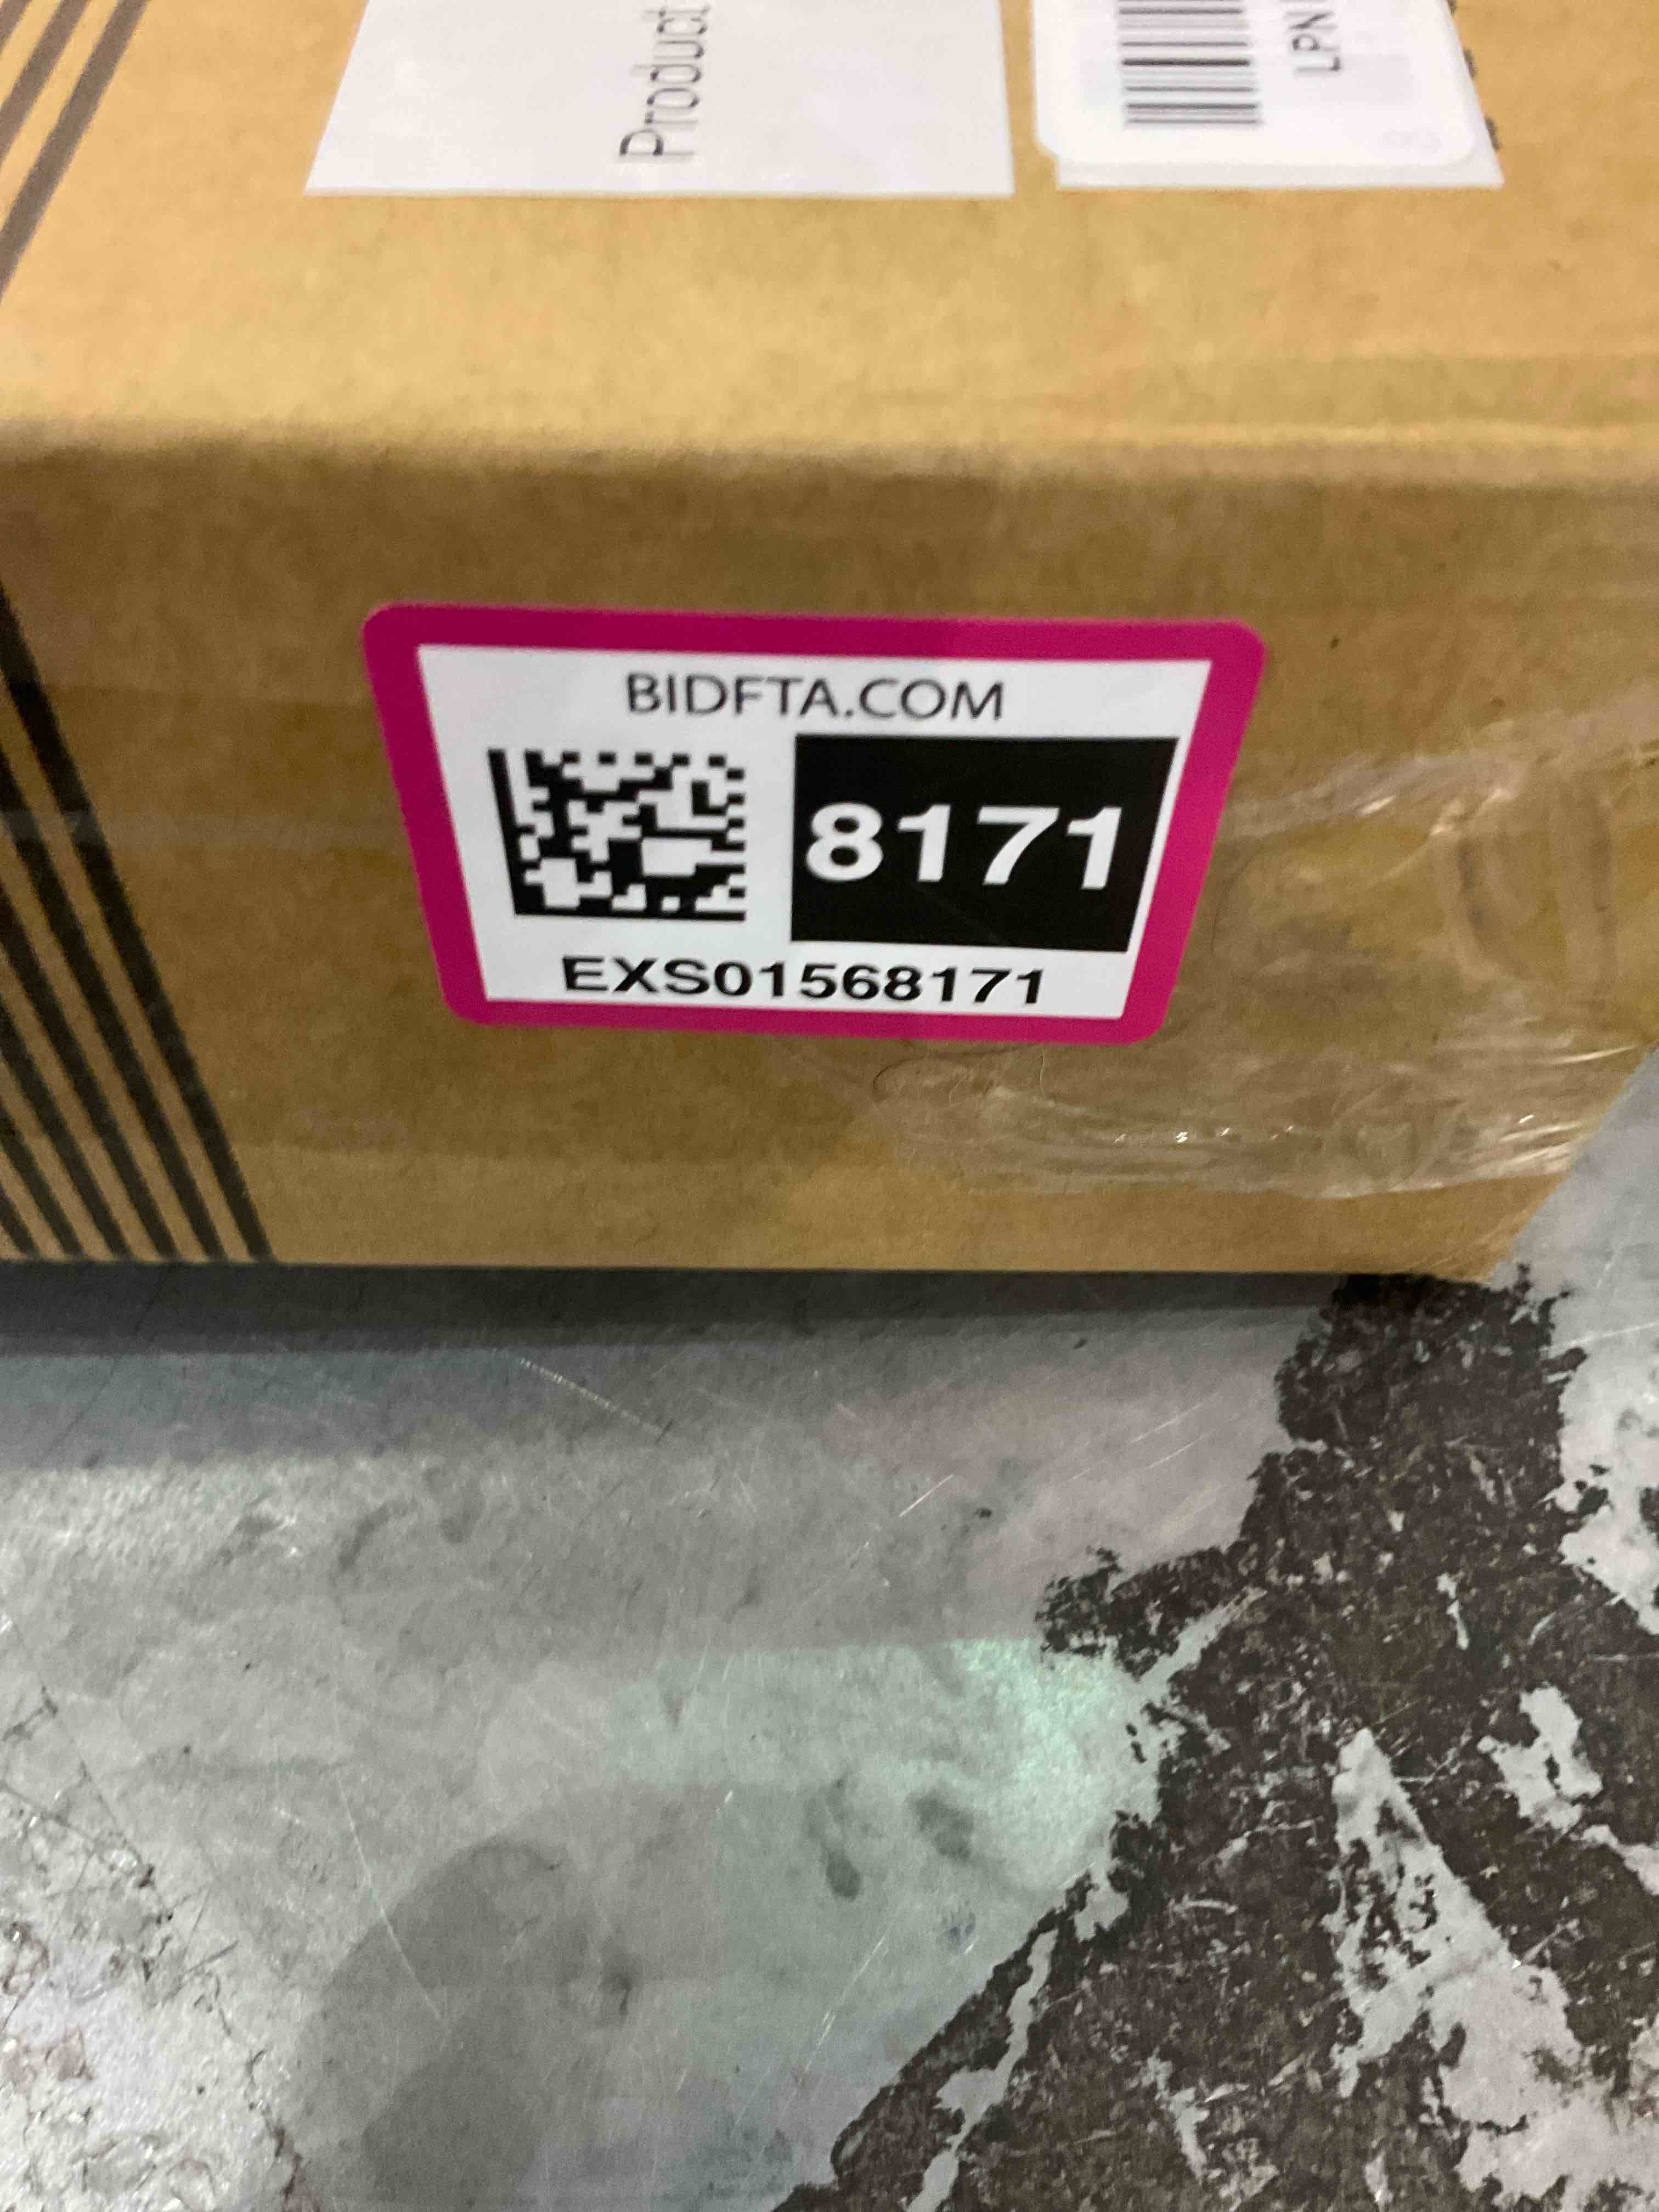 Product
LPN
BIDFTA.COM
8171
EXS01568171